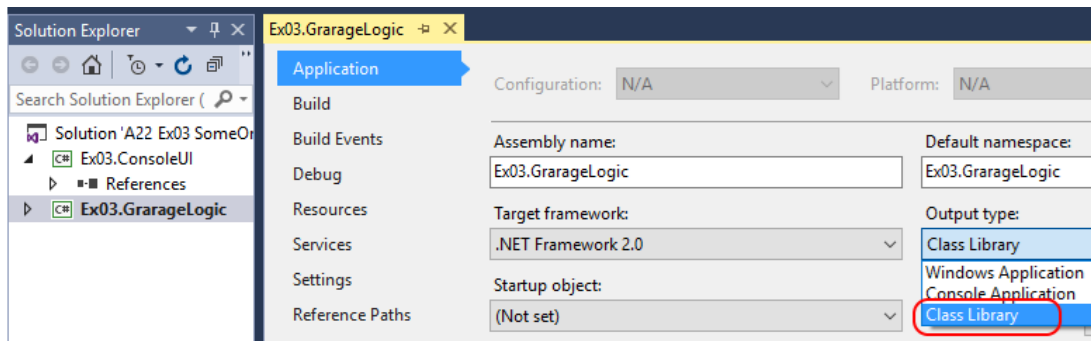 Solution Explorer
Search Solution Explorer (
Solution 'A22 Ex03 SomeOr
C# Ex03.ConsoleUI
References
C# Ex03.GrarageLogic
Ex03.GrarageLogic
Application
Build
Build Events
Debug
Resources
Services
Settings
Reference Paths
Configuration: N/A Platform: N/A
Assembly name: Default namespace:
Ex03.GrarageLogic Ex03.GrarageLogic
Target framework: Output type:
.NET Framework 2.0 Class Library
Windows Application
Console Application
Startup object:
(Not set) Class Library